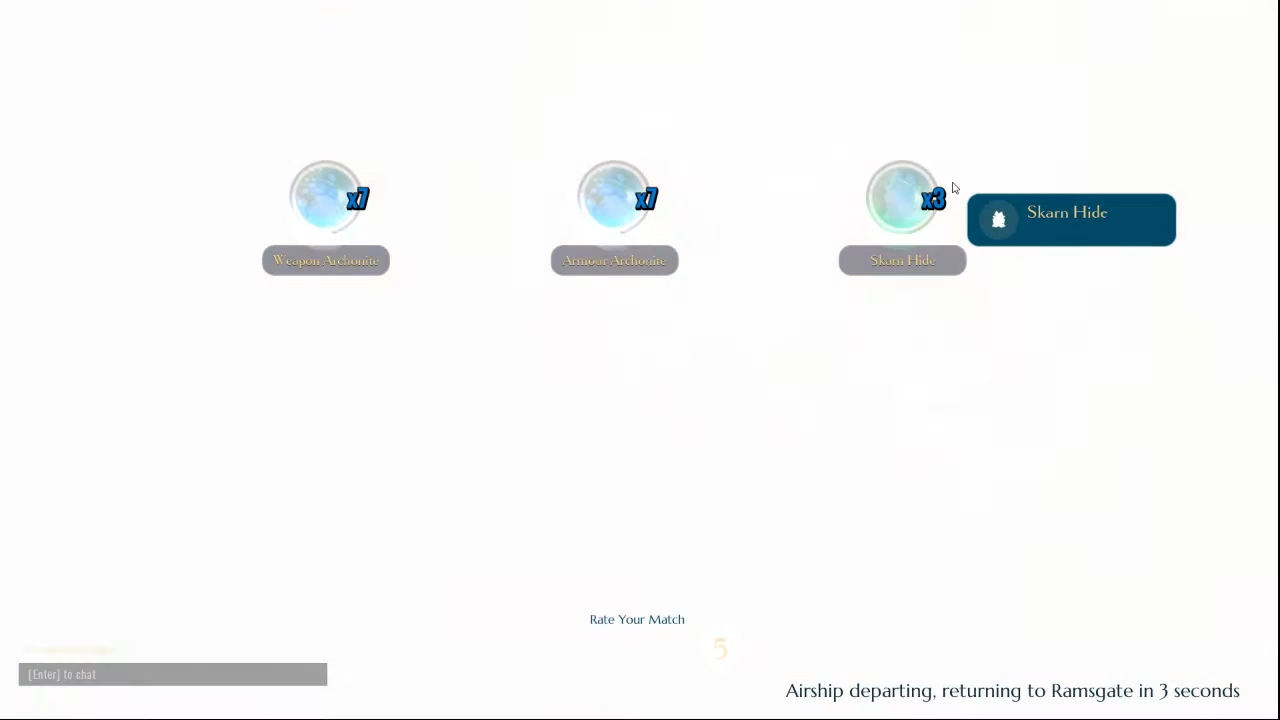 x7
x7
x3
Skarn Hide
Weapon Archonite
Armour Archonite
Skarn Hide
Rate Your Match
5
[Enter] to chat
Airship departing, returning to Ramsgate in 3 seconds